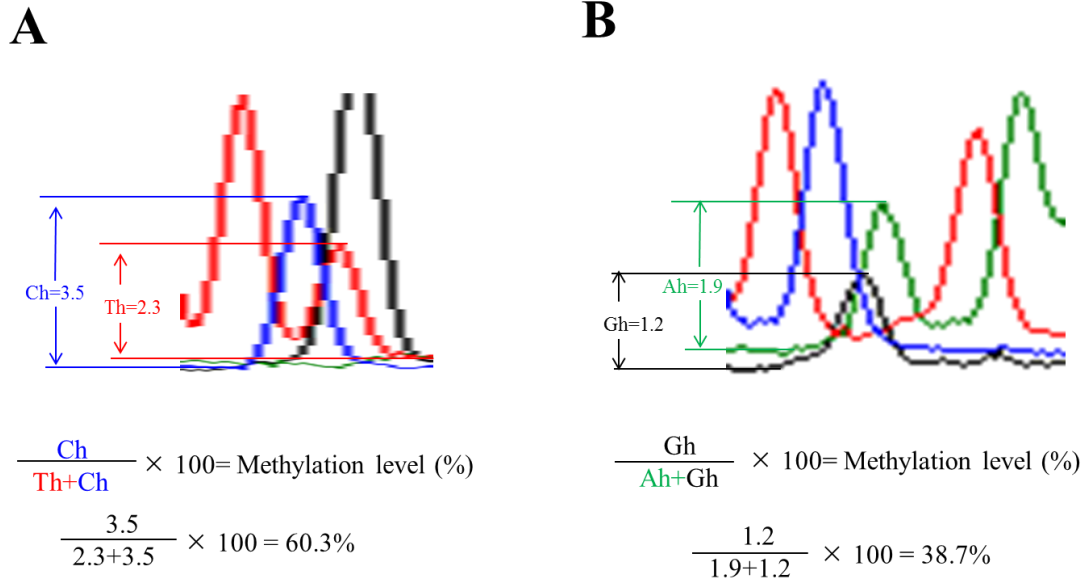 A
B
Ch=3.5
Th=2.3
Ah=1.9
Gh=1.2
Ch
Th+Ch
× 100= Methylation level (%)
Gh
Ah+Gh
× 100= Methylation level (%)
3.5
2.3+3.5
× 100 = 60.3%
1.2
1.9+1.2
× 100 = 38.7%